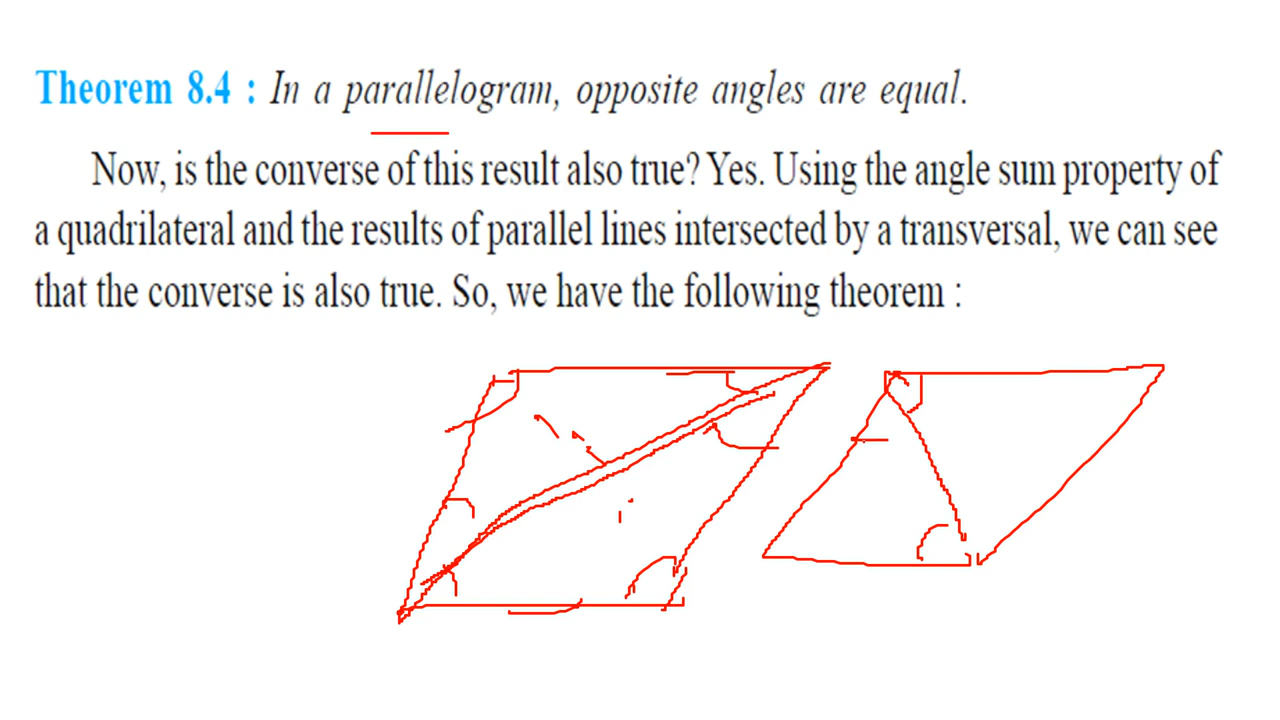 Theorem 8.4 : In a parallelogram, opposite angles are equal.
Now, is the converse of this result also true? Yes. Using the angle sum property of
a quadrilateral and the results of parallel lines intersected by a transversal, we can see
that the converse is also true. So, we have the following theorem :